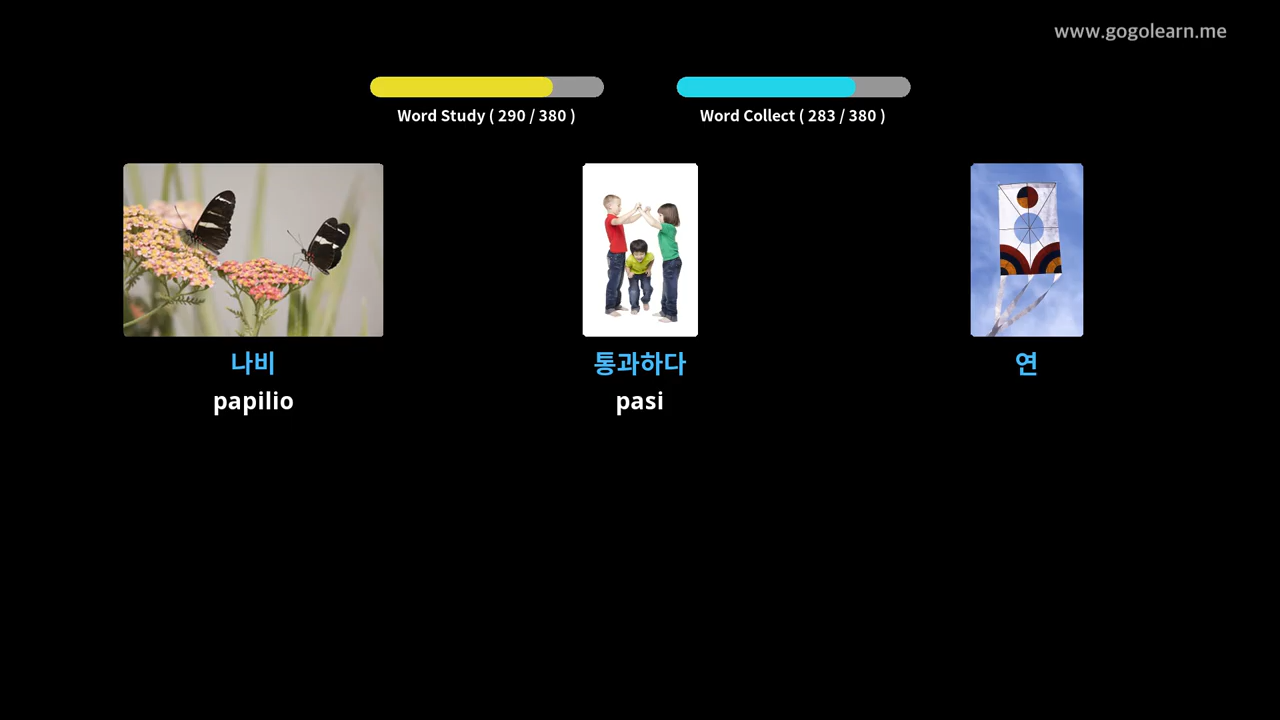 www.gogolearn.me
Word Study ( 290 / 380 )
Word Collect ( 283 / 380 )
나비
통과하다
연
papilio
pasi